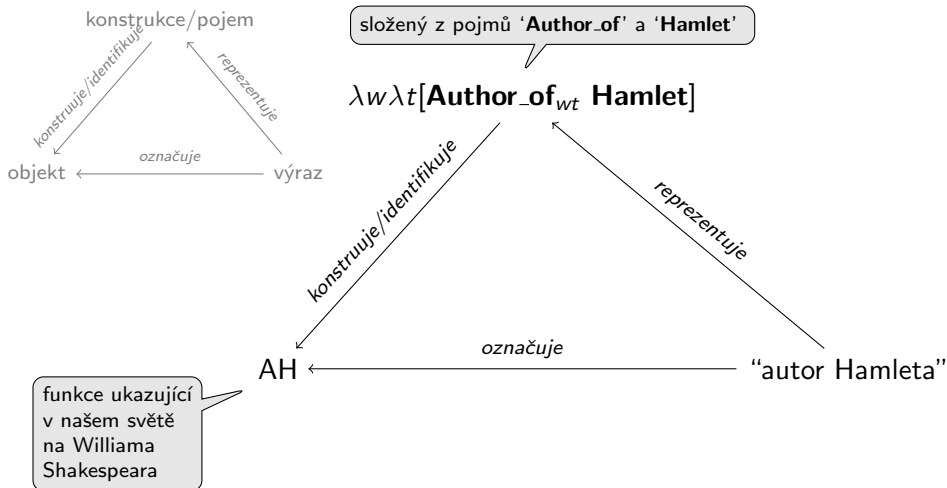 konstrukce/pojem
konstruuje/identifikuje
reprezentuje
objekt
označuje
výraz
složený z pojmů ‘Author_of’ a ‘Hamlet’
λwλt[Author_of_wt Hamlet]
konstruuje/identifikuje
reprezentuje
AH
označuje
“autor Hamleta”
funkce ukazující
v našem světě
na Williama
Shakespeara